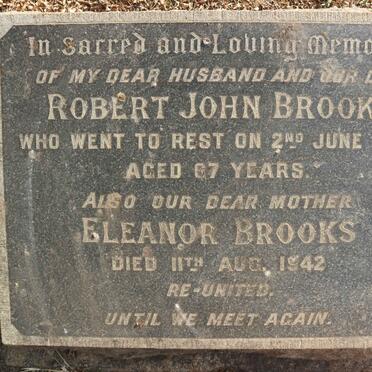 In Sacred and Loving Memo
OF MY DEAR HUSBAND AND OUR D
ROBERT JOHN BROOK
WHO WENT TO REST ON 2ND JUNE
AGED 67 YEARS.
ALSO OUR DEAR MOTHER
ELEANOR BROOKS
DIED 11TH AUG. 1942
RE-UNITED.
UNTIL WE MEET AGAIN.